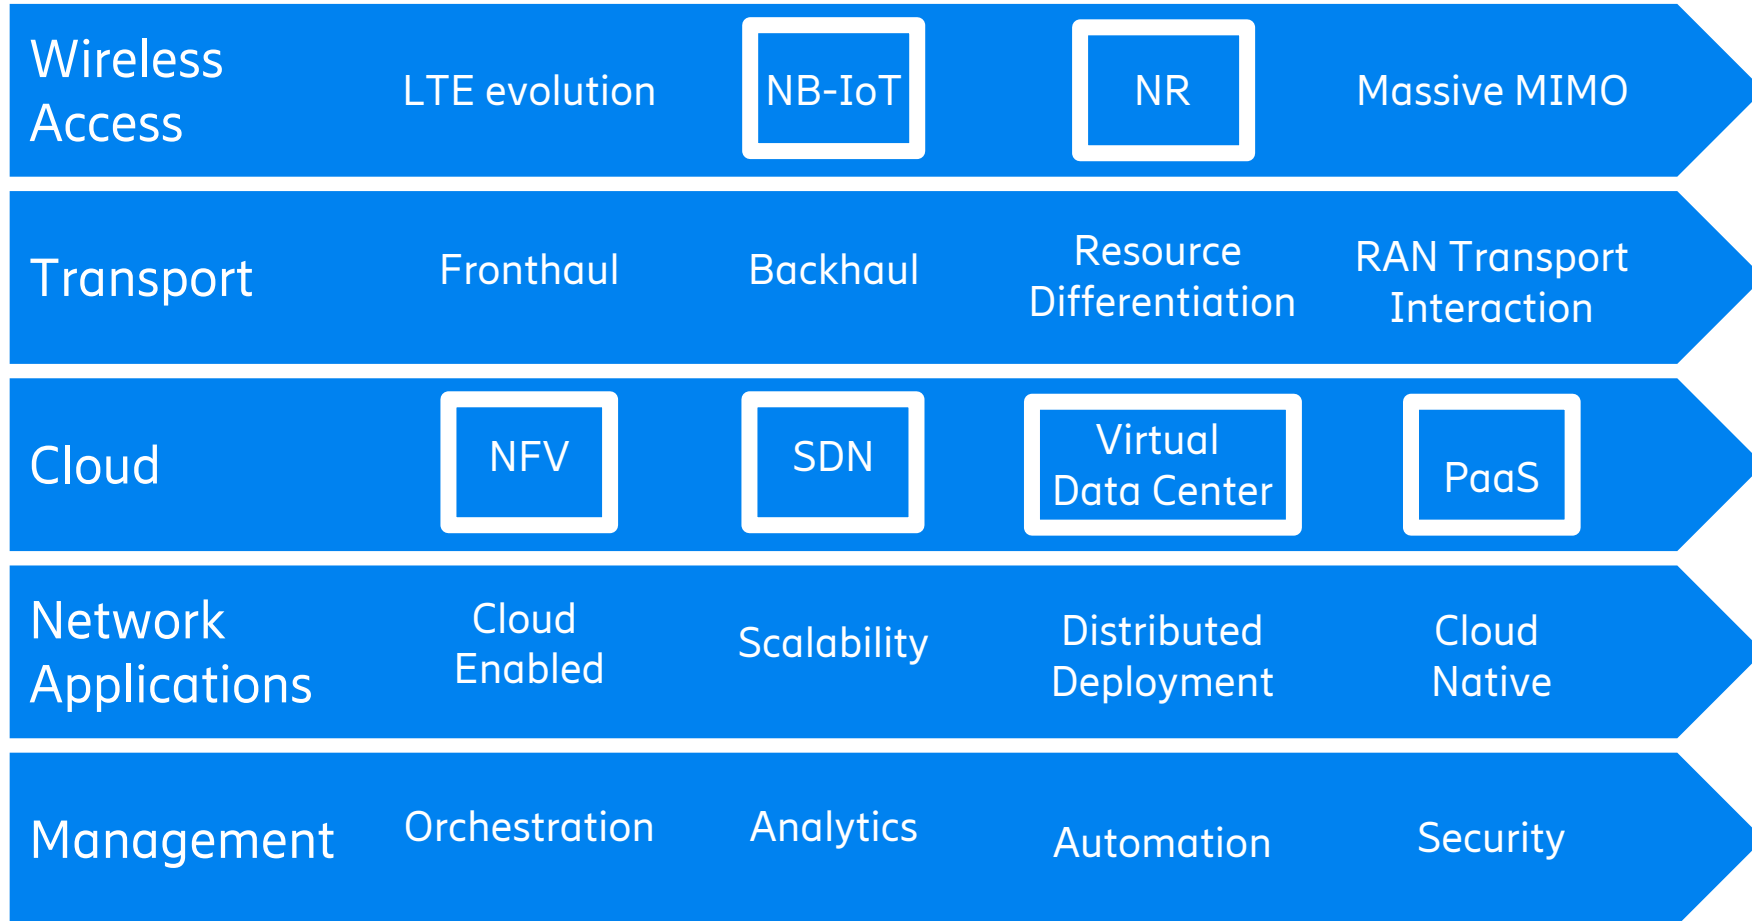 Wireless
Access
LTE evolution
NB-IoT
NR
Massive MIMO
Transport
Fronthaul
Backhaul
Resource
Differentiation
RAN Transport
Interaction
Cloud
NFV
SDN
Virtual
Data Center
PaaS
Network
Applications
Cloud
Enabled
Scalability
Distributed
Deployment
Cloud
Native
Management
Orchestration
Analytics
Automation
Security